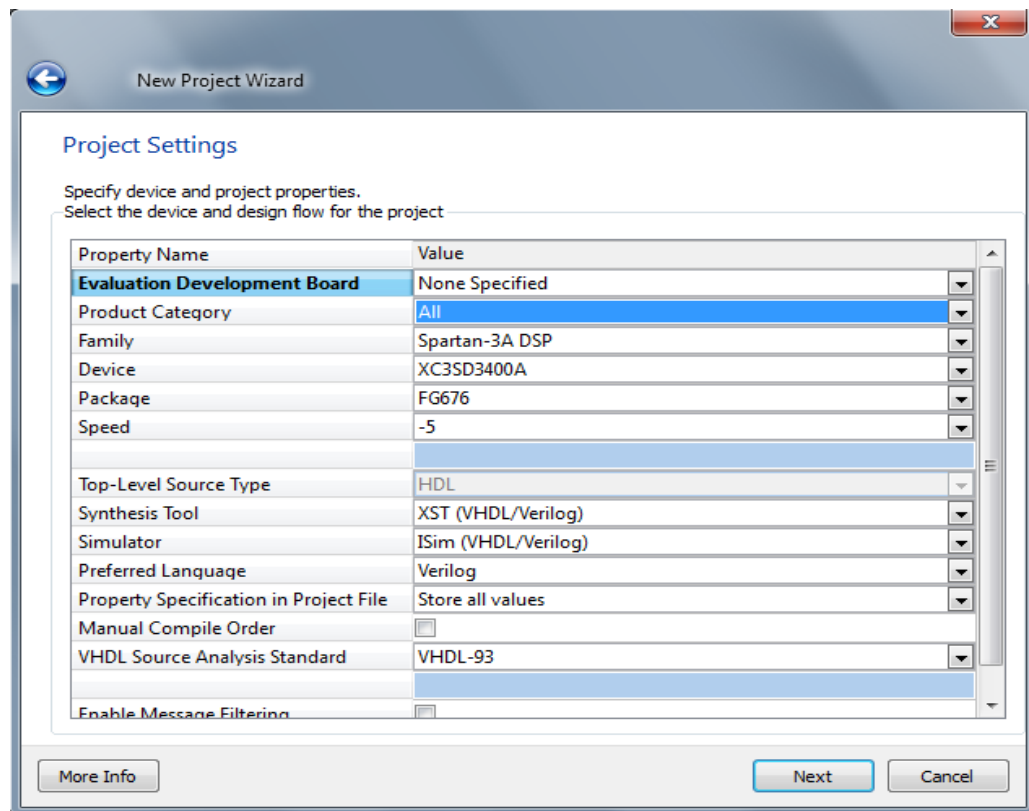 New Project Wizard
Project Settings
Specify device and project properties.
Select the device and design flow for the project
Property Name Value
Evaluation Development Board None Specified
Product Category All
Family Spartan-3A DSP
Device XC3SD3400A
Package FG676
Speed -5
Top-Level Source Type HDL
Synthesis Tool XST (VHDL/Verilog)
Simulator ISim (VHDL/Verilog)
Preferred Language Verilog
Property Specification in Project File Store all values
Manual Compile Order
VHDL Source Analysis Standard VHDL-93
Enable Message Filtering
More Info Next Cancel